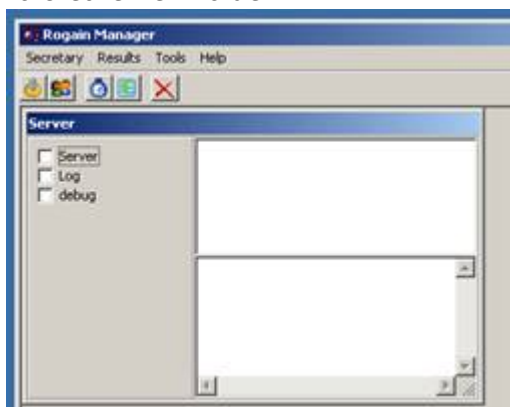 Rogain Manager
Secretary Results Tools Help
Server
Server
Log
debug